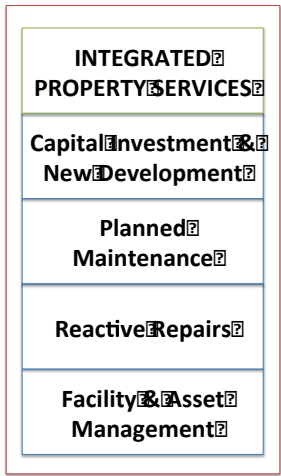 INTEGRATED
PROPERTY SERVICES
Capital Investment &
New Development
Planned
Maintenance
Reactive Repairs
Facility & Asset
Management